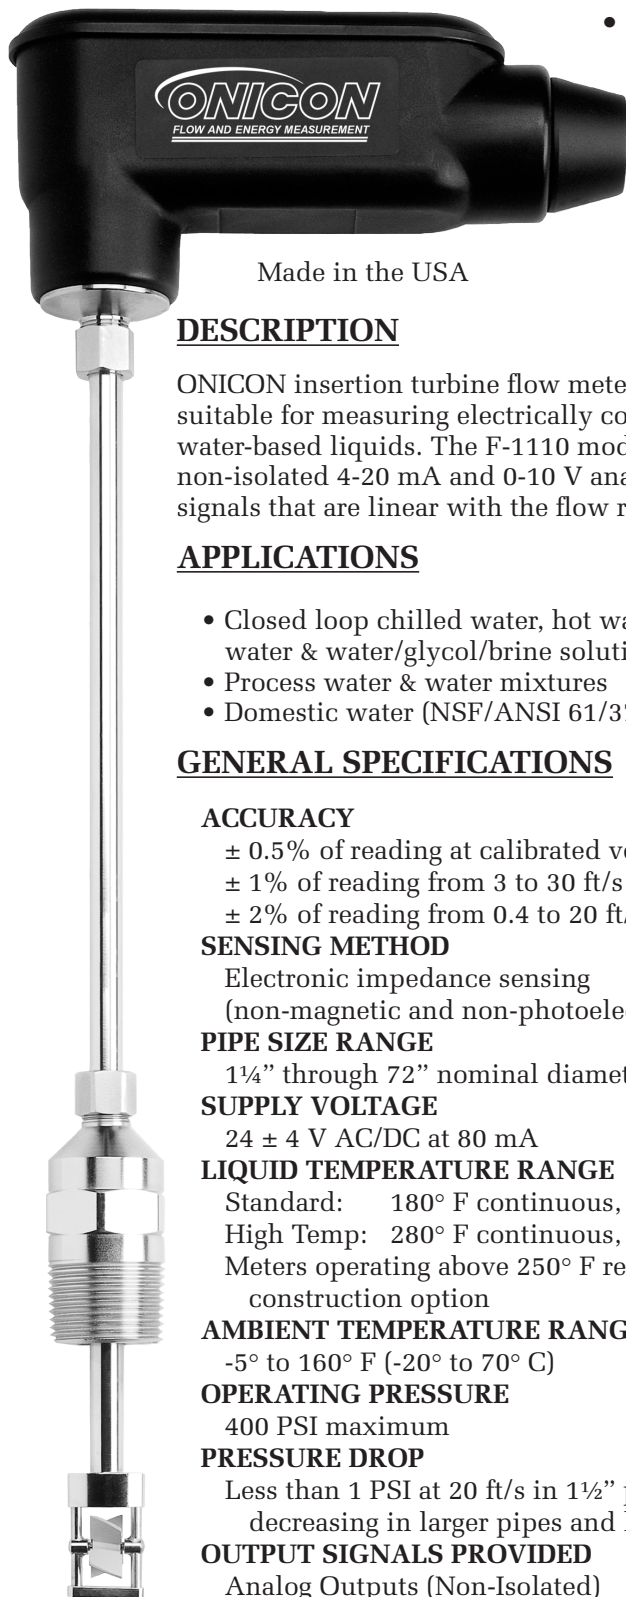 ONICON
FLOW AND ENERGY MEASUREMENT
Made in the USA
DESCRIPTION
ONICON insertion turbine flow mete
suitable for measuring electrically co
water-based liquids. The F-1110 mod
non-isolated 4-20 mA and 0-10 V ana
signals that are linear with the flow r
APPLICATIONS
• Closed loop chilled water, hot wa
water & water/glycol/brine soluti
• Process water & water mixtures
• Domestic water (NSF/ANSI 61/37
GENERAL SPECIFICATIONS
ACCURACY
± 0.5% of reading at calibrated ve
± 1% of reading from 3 to 30 ft/s
± 2% of reading from 0.4 to 20 ft/
SENSING METHOD
Electronic impedance sensing
(non-magnetic and non-photoelec
PIPE SIZE RANGE
1¼” through 72” nominal diamet
SUPPLY VOLTAGE
24 ± 4 V AC/DC at 80 mA
LIQUID TEMPERATURE RANGE
Standard: 180° F continuous,
High Temp: 280° F continuous,
Meters operating above 250° F re
construction option
AMBIENT TEMPERATURE RANG
-5° to 160° F (-20° to 70° C)
OPERATING PRESSURE
400 PSI maximum
PRESSURE DROP
Less than 1 PSI at 20 ft/s in 1½” p
decreasing in larger pipes and l
OUTPUT SIGNALS PROVIDED
Analog Outputs (Non-Isolated)